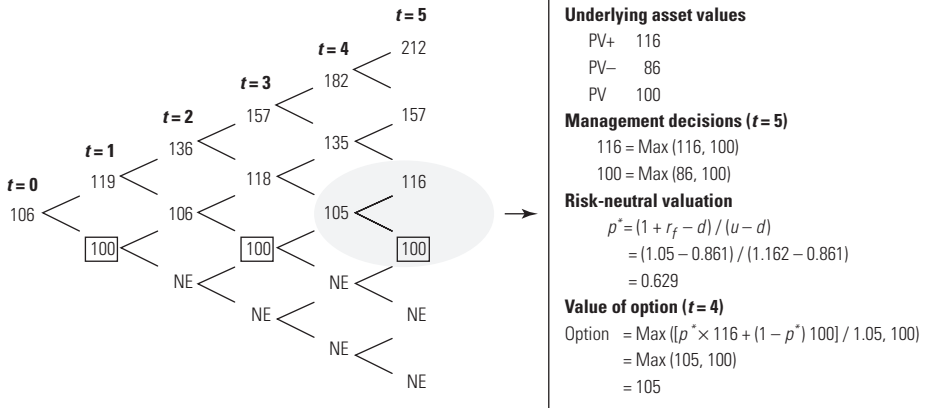 t = 5
212
t = 4
182
t = 3
157
157
t = 2
136
135
t = 1
119
118
116
t = 0
106
106
105
100
100
100
NE
NE
NE
NE
NE
NE
Underlying asset values
PV+ 116
PV– 86
PV 100
Management decisions (t = 5)
116 = Max (116, 100)
100 = Max (86, 100)
Risk-neutral valuation
p* = (1 + rf – d) / (u – d)
= (1.05 – 0.861) / (1.162 – 0.861)
= 0.629
Value of option (t = 4)
Option = Max ([p* × 116 + (1 – p*) 100] / 1.05, 100)
= Max (105, 100)
= 105